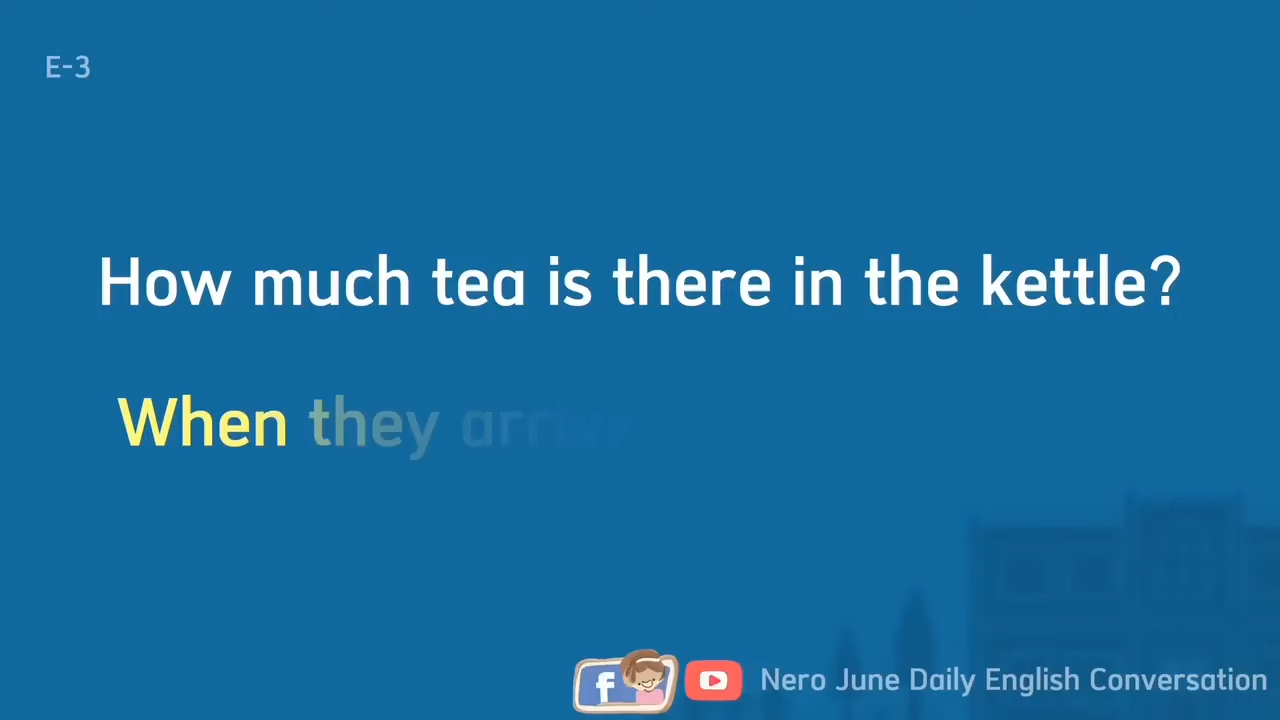 E-3
How much tea is there in the kettle?
When they
Nero June Daily English Conversation